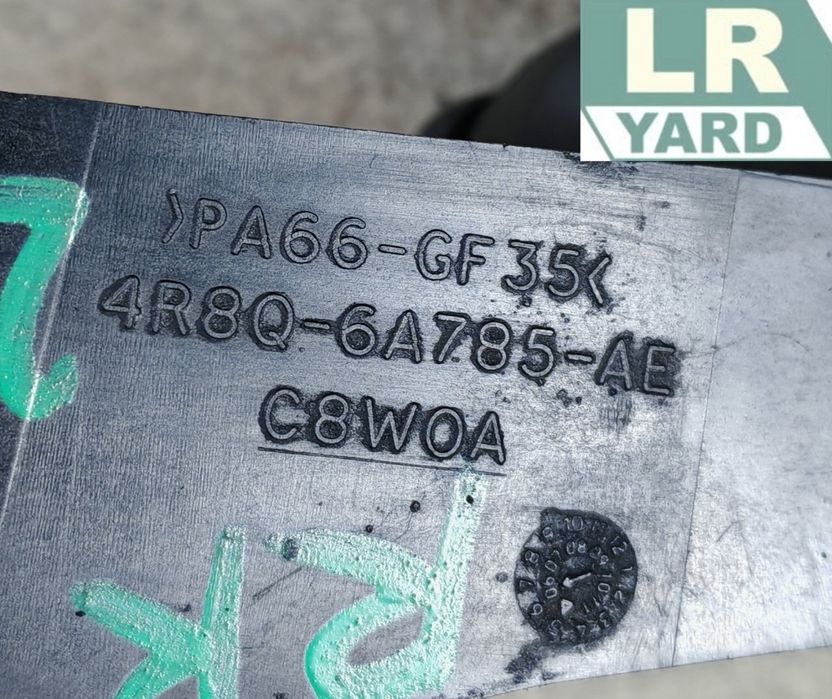 LR
YARD
>PA66-GF35<
4R8Q-6A785-AE
C8W0A